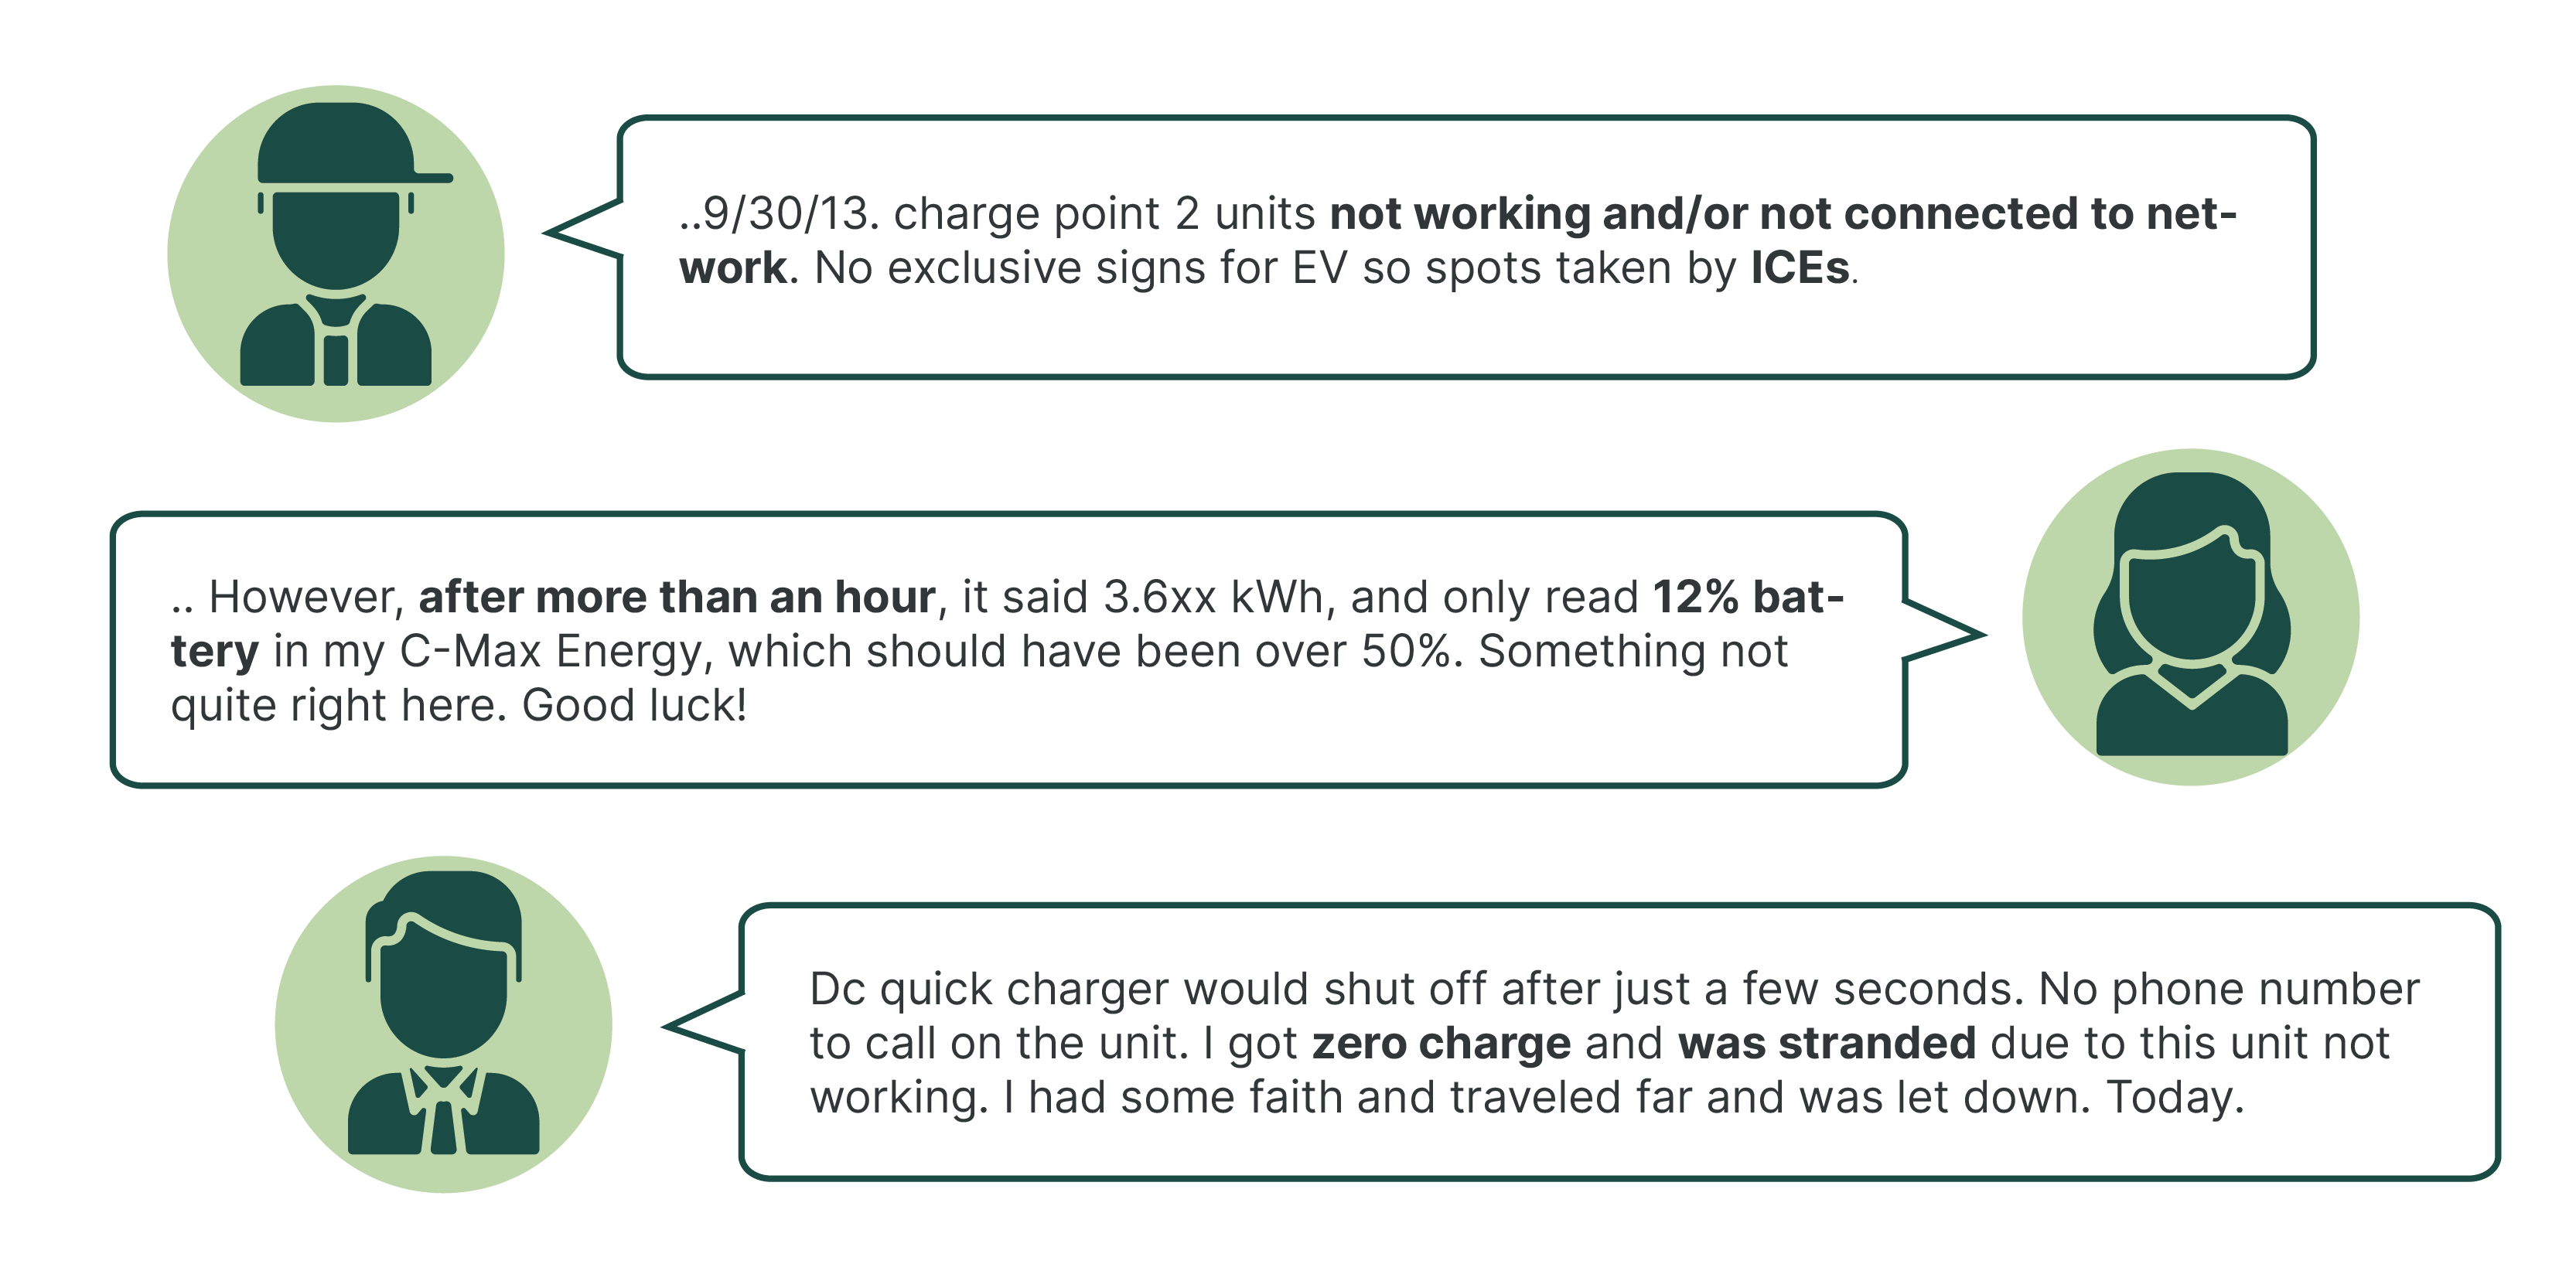 ..9/30/13. charge point 2 units not working and/or not connected to net-
work. No exclusive signs for EV so spots taken by ICEs.
.. However, after more than an hour, it said 3.6xx kWh, and only read 12% bat-
tery in my C-Max Energy, which should have been over 50%. Something not
quite right here. Good luck!
Dc quick charger would shut off after just a few seconds. No phone number
to call on the unit. I got zero charge and was stranded due to this unit not
working. I had some faith and traveled far and was let down. Today.